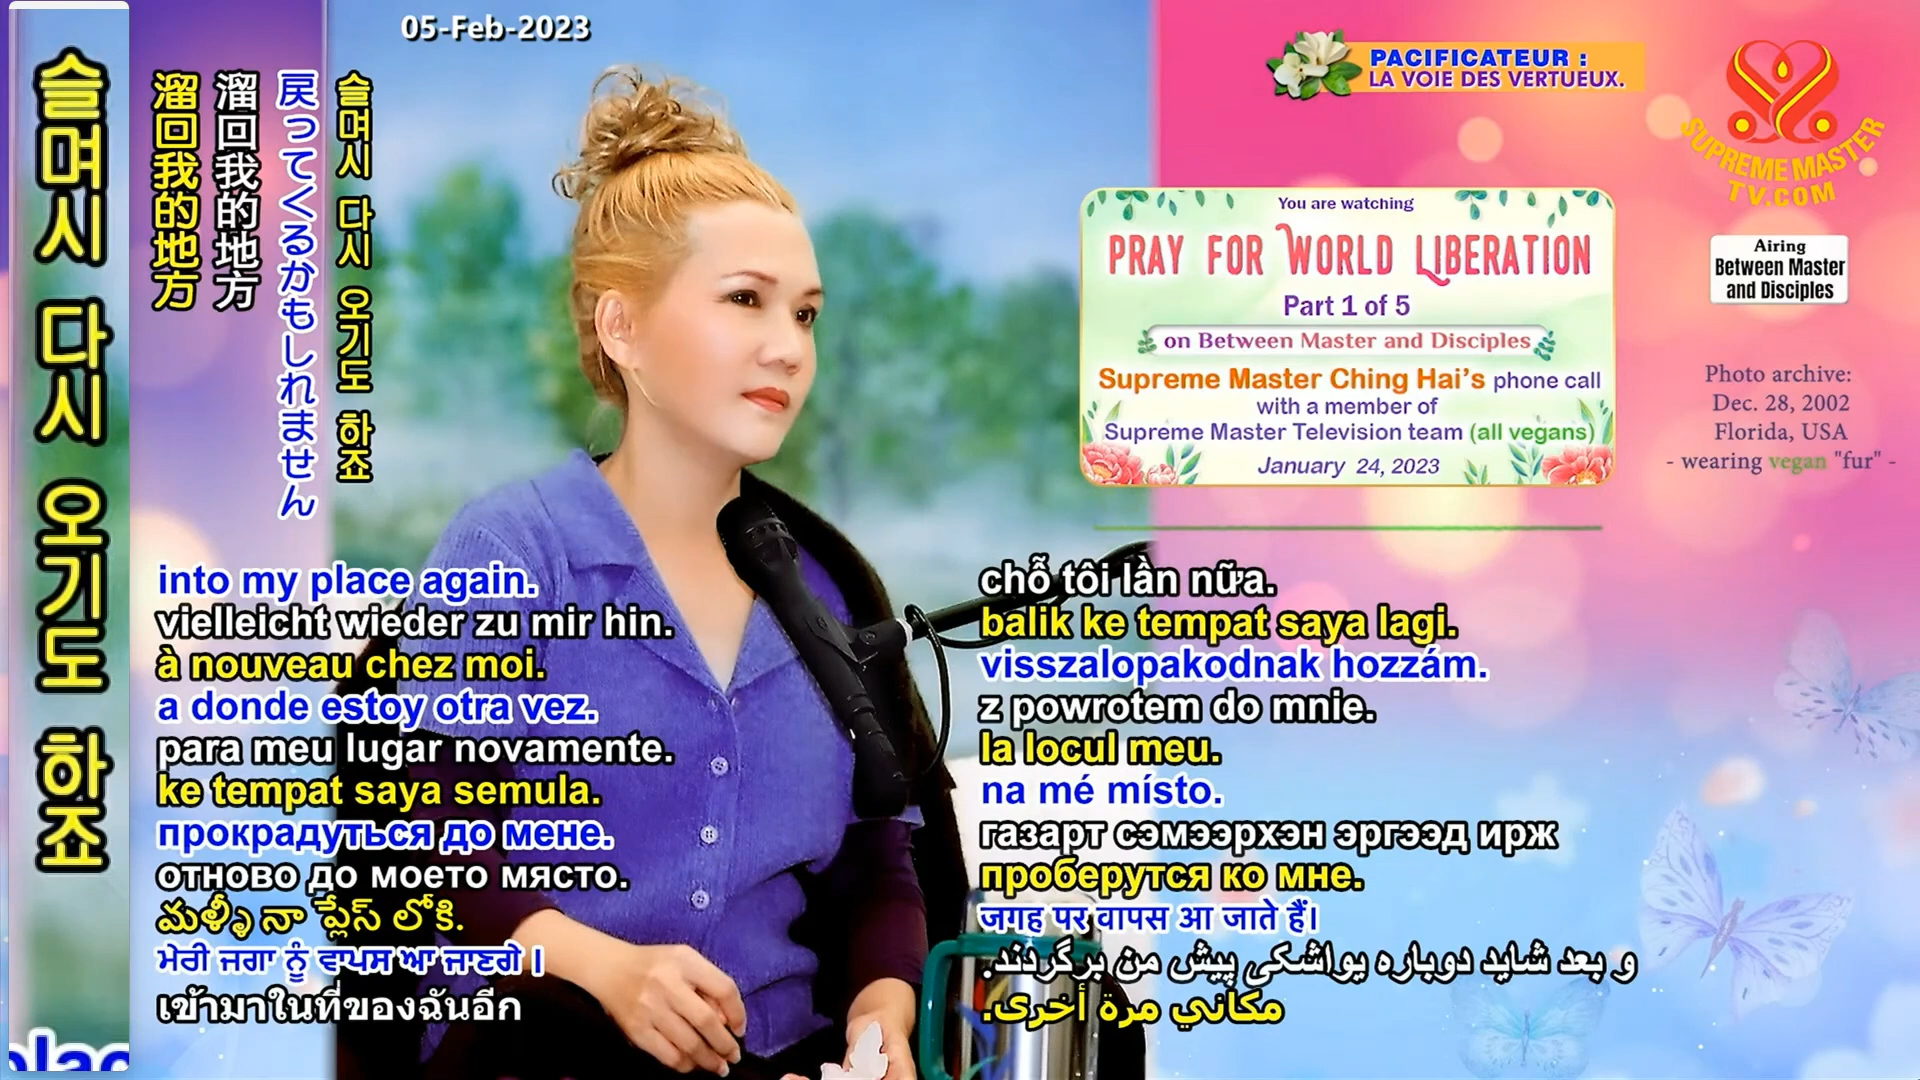 05-Feb-2023
슬며시 다시 오기도 하죠
溜回我的地方
溜回我的地方
戻ってくるかもしれません
슬며시 다시 오기도 하죠
PACIFICATEUR :
LA VOIE DES VERTUEUX.
SUPREME MASTER
TV.COM
You are watching
PRAY FOR WORLD LIBERATION
Part 1 of 5
on Between Master and Disciples
Supreme Master Ching Hai's phone call
with a member of
Supreme Master Television team (all vegans)
January 24, 2023
Airing
Between Master
and Disciples
Photo archive:
Dec. 28, 2002
Florida, USA
- wearing vegan "fur" -
into my place again.
vielleicht wieder zu mir hin.
à nouveau chez moi.
a donde estoy otra vez.
para meu lugar novamente.
ke tempat saya semula.
прокрадуться до мене.
отново до моето място.
మళ్ళీ నా ప్లేస్ లోకి.
ਮੇਰੀ ਜਗਾ ਨੂੰ ਵਾਪਸ ਆ ਜਾਣਗੇ।
เข้ามาในที่ของฉันอีก
chỗ tôi lần nữa.
balik ke tempat saya lagi.
visszalopakodnak hozzám.
z powrotem do mnie.
la locul meu.
na mé místo.
газарт сэмээрхэн эргээд ирж
проберутся ко мне.
जगह पर वापस आ जाते हैं।
و بعد شاید دوباره یواشکی پیش من برگردند.
مكاني مرة أخرى.